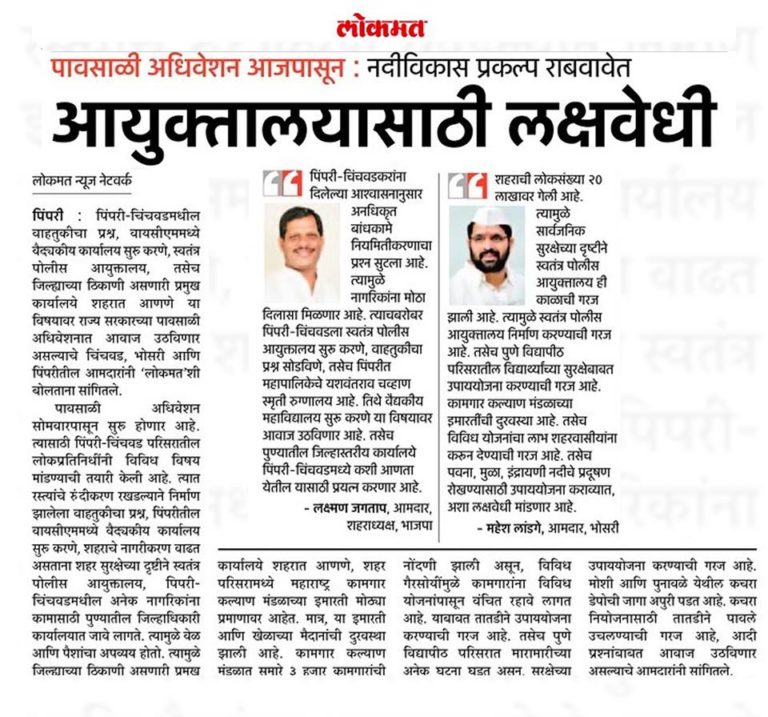 लोकमत
पावसाळी अधिवेशन आजपासून : नदीविकास प्रकल्प राबवावेत
आयुक्तालयासाठी लक्षवेधी
लोकमत न्यूज नेटवर्क
पिंपरी : पिंपरी-चिंचवडमधील
वाहतुकीचा प्रश्न, वायसीएममध्ये
वैद्यकीय कार्यालय सुरु करणे, स्वतंत्र
पोलीस आयुक्तालय, तसेच
जिल्ह्याच्या ठिकाणी असणारी प्रमुख
कार्यालये शहरात आणणे या
विषयावर राज्य सरकारच्या पावसाळी
अधिवेशनात आवाज उठविणार
असल्याचे चिंचवड, भोसरी आणि
पिंपरीतील आमदारांनी 'लोकमत'शी
बोलताना सांगितले.
पावसाळी अधिवेशन
सोमवारपासून सुरु होणार आहे.
त्यासाठी पिंपरी-चिंचवड परिसरातील
लोकप्रतिनिधींनी विविध विषय
मांडण्याची तयारी केली आहे. त्यात
रस्त्यांचे रुंदीकरण रखडल्याने निर्माण
झालेला वाहतुकीचा प्रश्न, पिंपरीतील
वायसीएममध्ये वैद्यकीय कार्यालय
सुरु करणे, शहराचे नागरीकरण वाढत
असताना शहर सुरक्षेच्या दृष्टीने स्वतंत्र
पोलीस आयुक्तालय, पिपरी-
चिंचवडमधील अनेक नागरिकांना
कामासाठी पुण्यातील जिल्हाधिकारी
कार्यालयात जावे लागते. त्यामुळे वेळ
आणि पैशांचा अपव्यय होतो. त्यामुळे
जिल्ह्याच्या ठिकाणी असणारी प्रमुख
पिंपरी-चिंचवडकरांना
दिलेल्या आश्वासनानुसार
अनधिकृत
बांधकामे
नियमितीकरणाचा
प्रश्न सुटला आहे.
त्यामुळे
नागरिकांना मोठा
दिलासा मिळणार आहे. त्याचबरोबर
पिंपरी-चिंचवडला स्वतंत्र पोलीस
आयुक्तालय सुरु करणे, वाहतुकीचा
प्रश्न सोडविणे, तसेच पिंपरीत
महापालिकेचे यशवंतराव चव्हाण
स्मृती रुग्णालय आहे. तिथे वैद्यकीय
महाविद्यालय सुरु करणे या विषयावर
आवाज उठविणार आहे. तसेच
पुण्यातील जिल्हास्तरीय कार्यालये
पिंपरी-चिंचवडमध्ये कशी आणता
येतील यासाठी प्रयत्न करणार आहे.
- लक्ष्मण जगताप, आमदार,
शहराध्यक्ष, भाजपा
शहराची लोकसंख्या २०
लाखावर गेली आहे.
त्यामुळे
सार्वजनिक
सुरक्षेच्या दृष्टीने
स्वतंत्र पोलीस
आयुक्तालय ही
काळाची गरज
झाली आहे. त्यामुळे स्वतंत्र पोलीस
आयुक्तालय निर्माण करण्याची गरज
आहे. तसेच पुणे विद्यापीठ
परिसरातील विद्यार्थ्यांच्या सुरक्षेबाबत
उपाययोजना करण्याची गरज आहे.
कामगार कल्याण मंडळाच्या
इमारतींची दुरवस्था आहे. तसेच
विविध योजनांचा लाभ शहरवासीयांना
करुन देण्याची गरज आहे. तसेच
पवना, मुळा, इंद्रायणी नदीचे प्रदूषण
रोखण्यासाठी उपाययोजना कराव्यात,
अशा लक्षवेधी मांडणार आहे.
- महेश लांडगे, आमदार, भोसरी
कार्यालये शहरात आणणे, शहर
परिसरामध्ये महाराष्ट्र कामगार
कल्याण मंडळाच्या इमारती मोठ्या
प्रमाणावर आहेत. मात्र, या इमारती
आणि खेळाच्या मैदानांची दुरवस्था
झाली आहे. कामगार कल्याण
मंडळात सुमारे ३ हजार कामगारांची
नोंदणी झाली असून, विविध
गैरसोयींमुळे कामगारांना विविध
योजनांपासून वंचित रहावे लागत
आहे. याबाबत तातडीने उपाययोजना
करण्याची गरज आहे. तसेच पुणे
विद्यापीठ परिसरात मारामारीच्या
अनेक घटना घडत असून, सुरक्षेच्या
उपाययोजना करण्याची गरज आहे.
मोशी आणि पुनावळे येथील कचरा
डेपोची जागा अपुरी पडत आहे. कचरा
नियोजनासाठी तातडीने पावले
उचलण्याची गरज आहे, आदी
प्रश्नांबाबत आवाज उठविणार
असल्याचे आमदारांनी सांगितले.